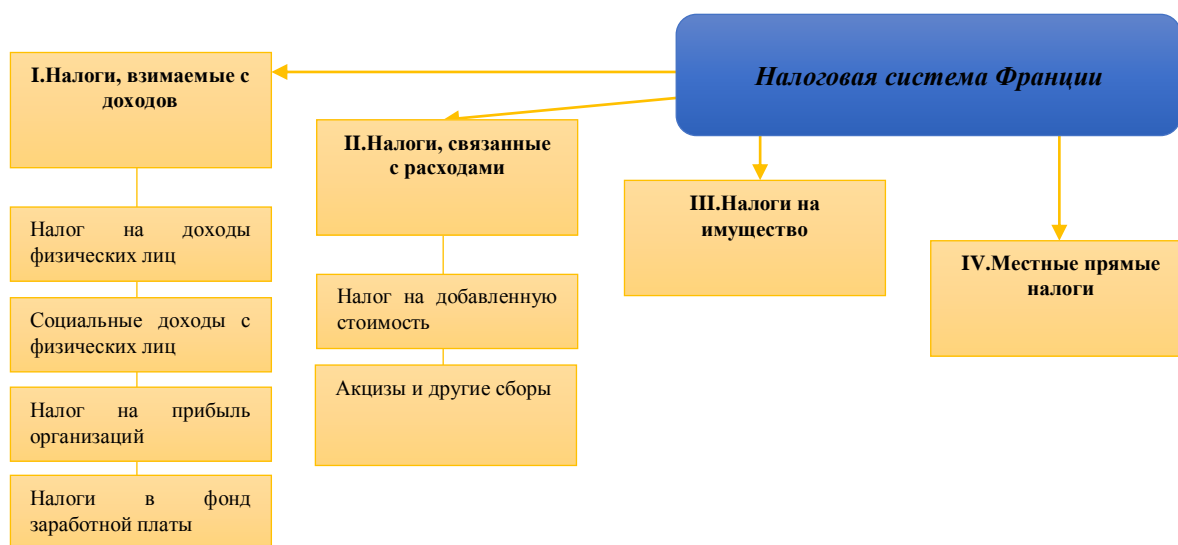 Налоговая система Франции
I.Налоги, взимаемые с
доходов
Налог на доходы
физических лиц
Социальные доходы с
физических лиц
Налог на прибыль
организаций
Налоги в фонд
заработной платы
II.Налоги, связанные
с расходами
Налог на добавленную
стоимость
Акцизы и другие сборы
III.Налоги на
имущество
IV.Местные прямые
налоги